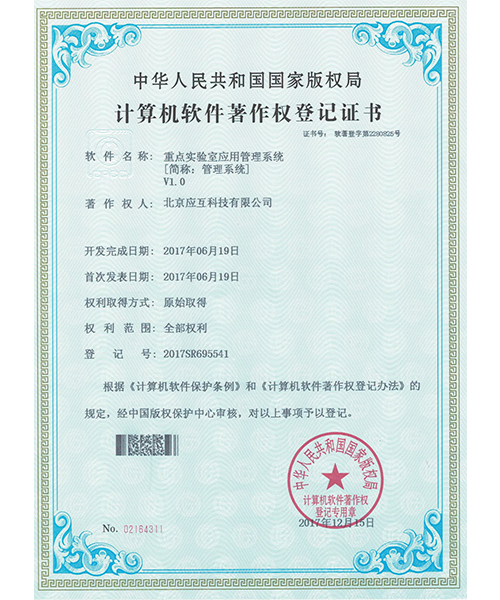 中华人民共和国国家版权局
计算机软件著作权登记证书
证书号： 软著登字第2280825号
软 件 名 称： 重点实验室应用管理系统
[简称：管理系统]
V1.0
著 作 权 人： 北京应互科技有限公司
开发完成日期： 2017年06月19日
首次发表日期： 2017年06月19日
权利取得方式： 原始取得
权 利 范 围： 全部权利
登 记 号： 2017SR695541
根据《计算机软件保护条例》和《计算机软件著作权登记办法》的
规定，经中国版权保护中心审核，对以上事项予以登记。
中华人民共和国国家版权局
计算机软件著作权
登记专用章
2017年12月15日
No. 02164311